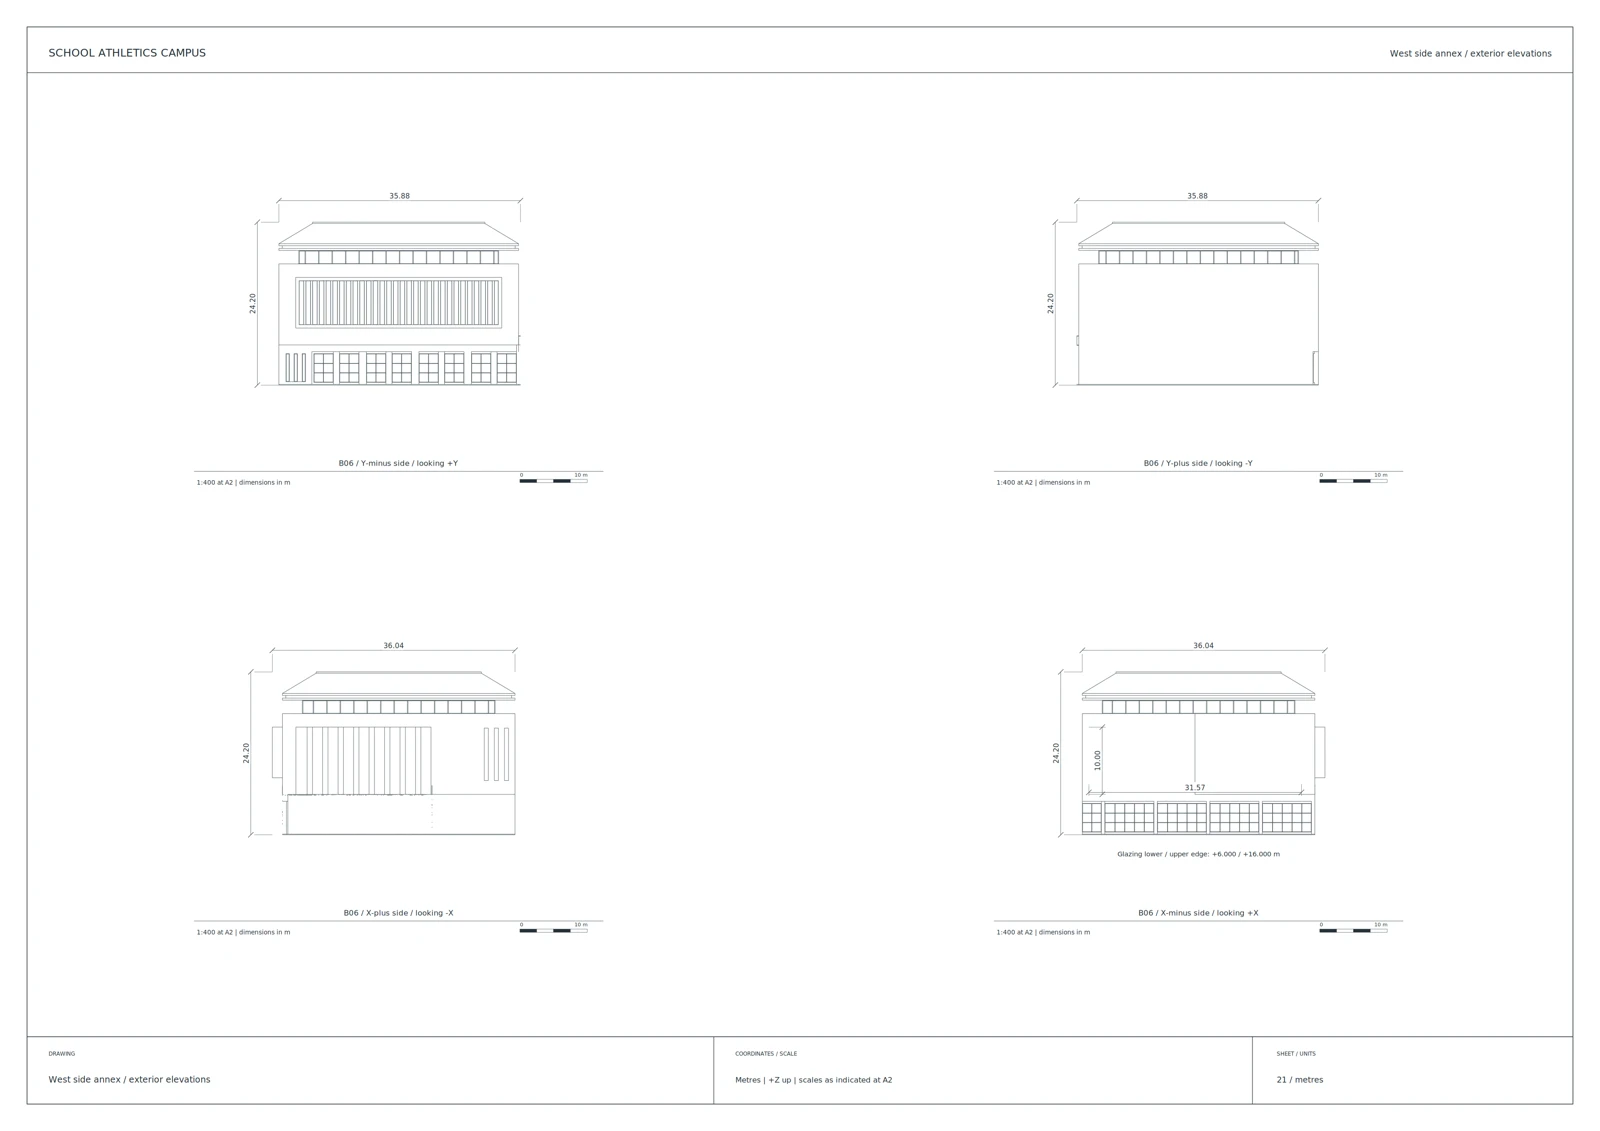 SCHOOL ATHLETICS CAMPUS
West side annex / exterior elevations
35.88
24.20
B06 / Y-minus side / looking +Y
1:400 at A2 | dimensions in m
0 10 m
35.88
24.20
B06 / Y-plus side / looking -Y
1:400 at A2 | dimensions in m
0 10 m
36.04
24.20
B06 / X-plus side / looking -X
1:400 at A2 | dimensions in m
0 10 m
36.04
24.20
10.00
31.57
Glazing lower / upper edge: +6.000 / +16.000 m
B06 / X-minus side / looking +X
1:400 at A2 | dimensions in m
0 10 m
DRAWING
West side annex / exterior elevations
COORDINATES / SCALE
Metres | +Z up | scales as indicated at A2
SHEET / UNITS
21 / metres